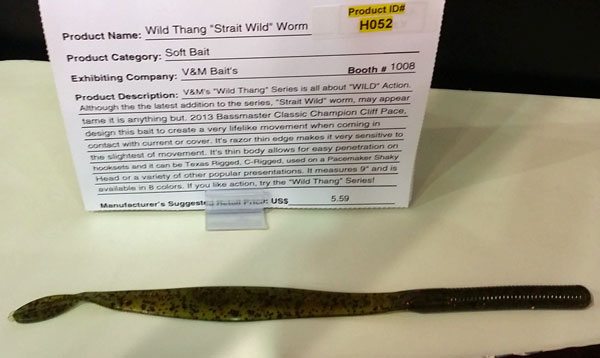 Product ID#
H052
Product Name: Wild Thang "Strait Wild" Worm
Product Category: Soft Bait
Exhibiting Company: V&M Bait's Booth # 1008
Product Description: V&M's "Wild Thang" Series is all about "WILD" Action.
Although the the latest addition to the series, "Strait Wild" worm, may appear
tame it is anything but. 2013 Bassmaster Classic Champion Cliff Pace,
design this bait to create a very lifelike movement when coming in
contact with current or cover. It's razor thin edge makes it very sensitive to
the slightest of movement. It's thin body allows for easy penetration on
hooksets and it can be Texas Rigged, C-Rigged, used on a Pacemaker Shaky
Head or a variety of other popular presentations. It measures 9" and is
available in 8 colors. If you like action, try the "Wild Thang" Series!
Manufacturer's Suggested Retail Price: US$ 5.59